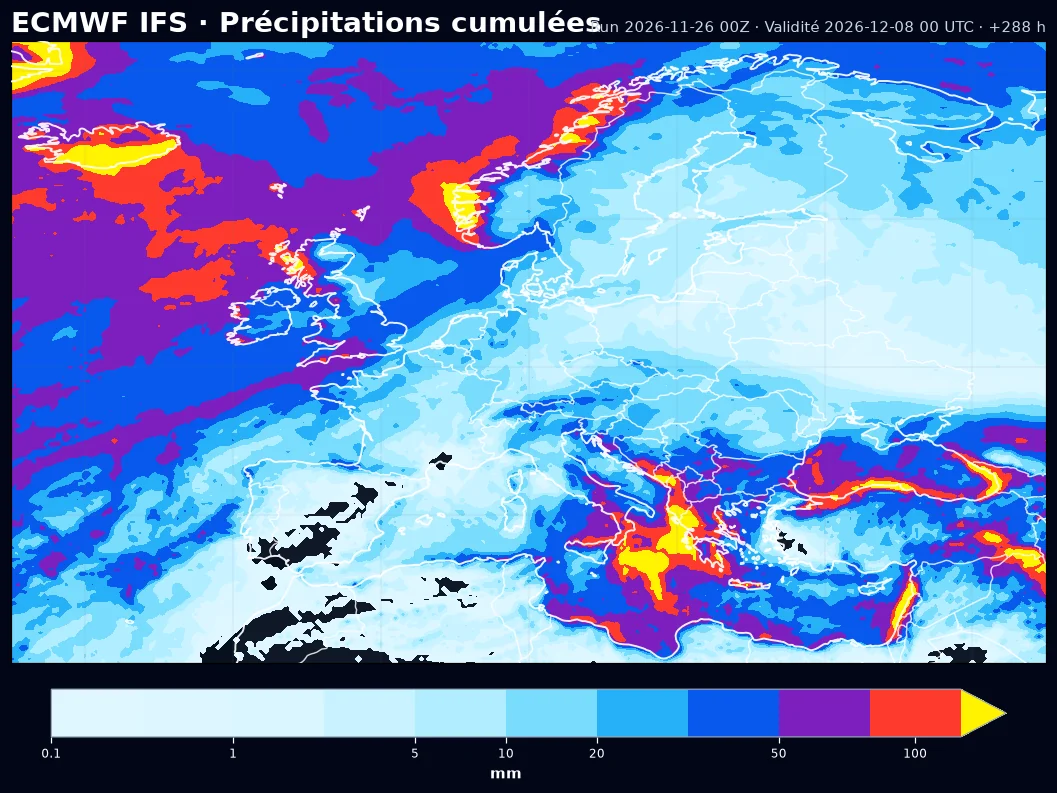 ECMWF IFS · Précipitations cumulées
Run 2026-11-26 00Z · Validité 2026-12-08 00 UTC · +288 h
0.1 1 5 10 20 50 100
mm